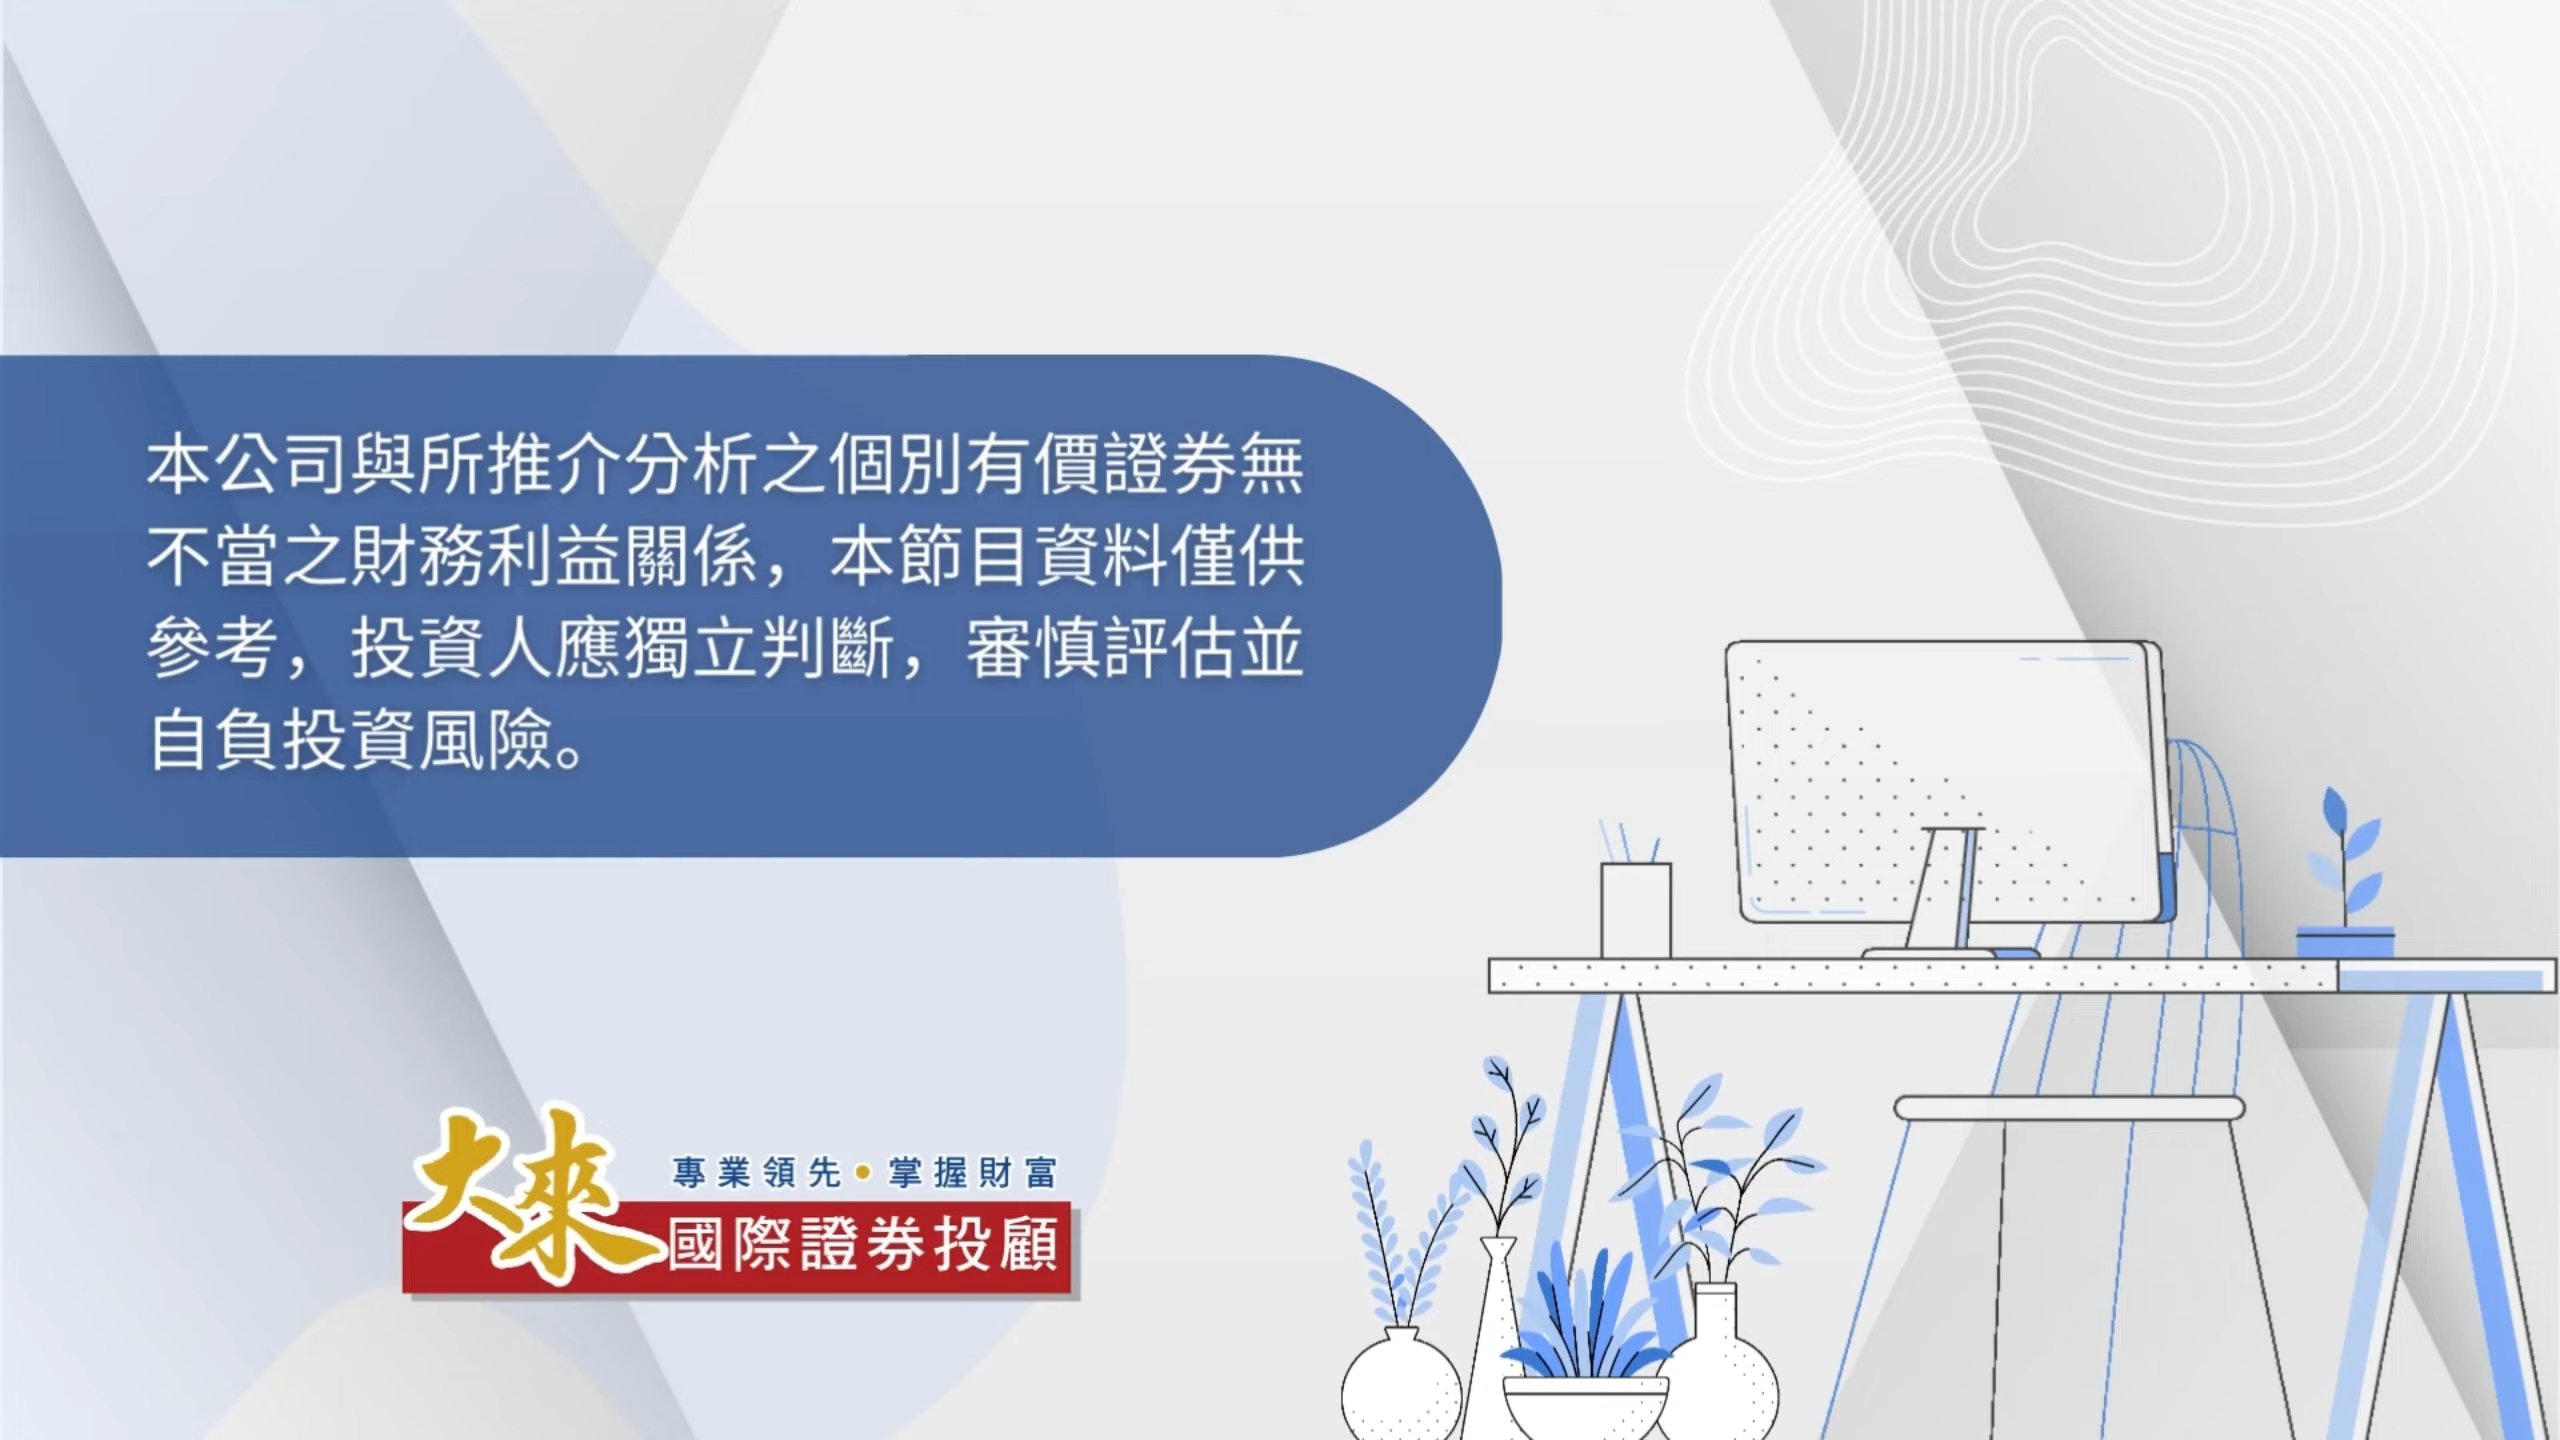 本公司與所推介分析之個別有價證券無
不當之財務利益關係，本節目資料僅供
參考，投資人應獨立判斷，審慎評估並
自負投資風險。
專業領先•掌握財富
大來國際證券投顧